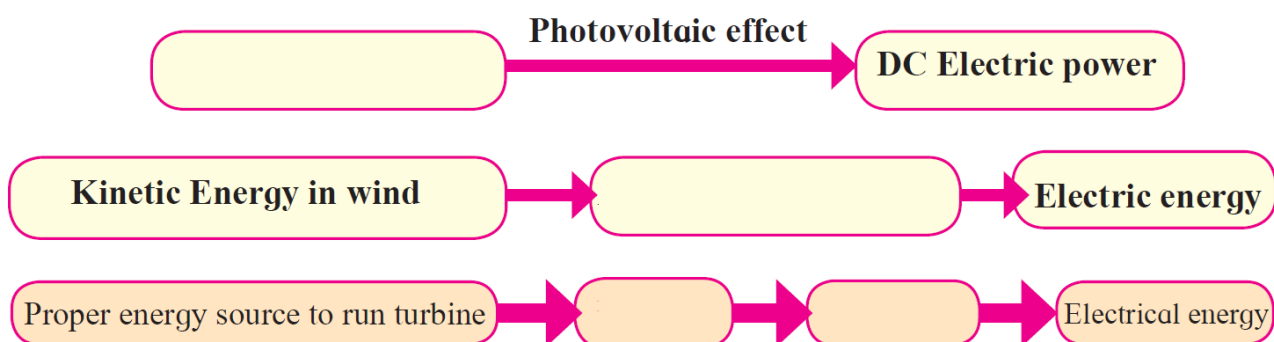 Photovoltaic effect
DC Electric power
Kinetic Energy in wind
Electric energy
Proper energy source to run turbine
Electrical energy